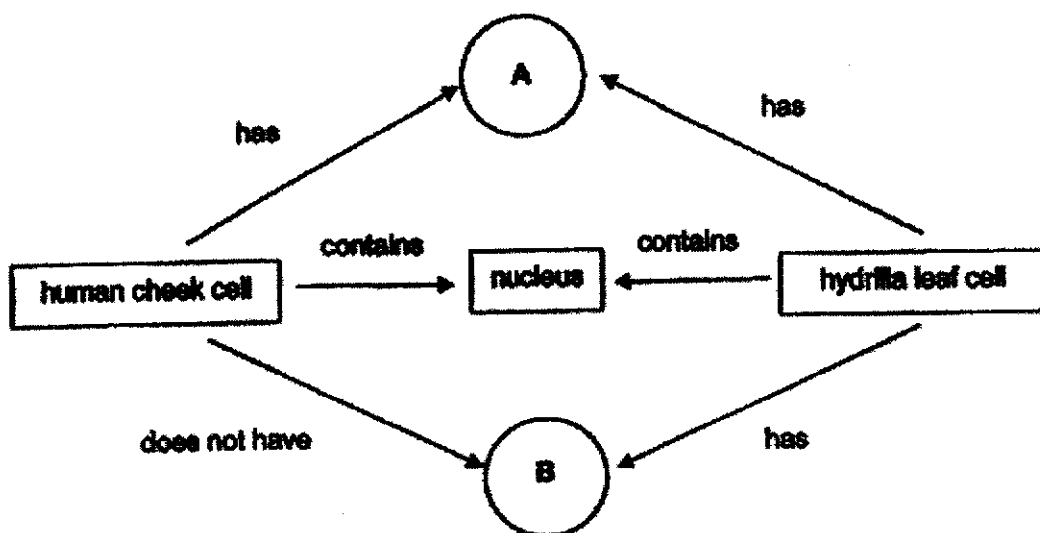 A
has
has
contains
contains
human cheek cell
nucleus
hydrilla leaf cell
does not have
has
B